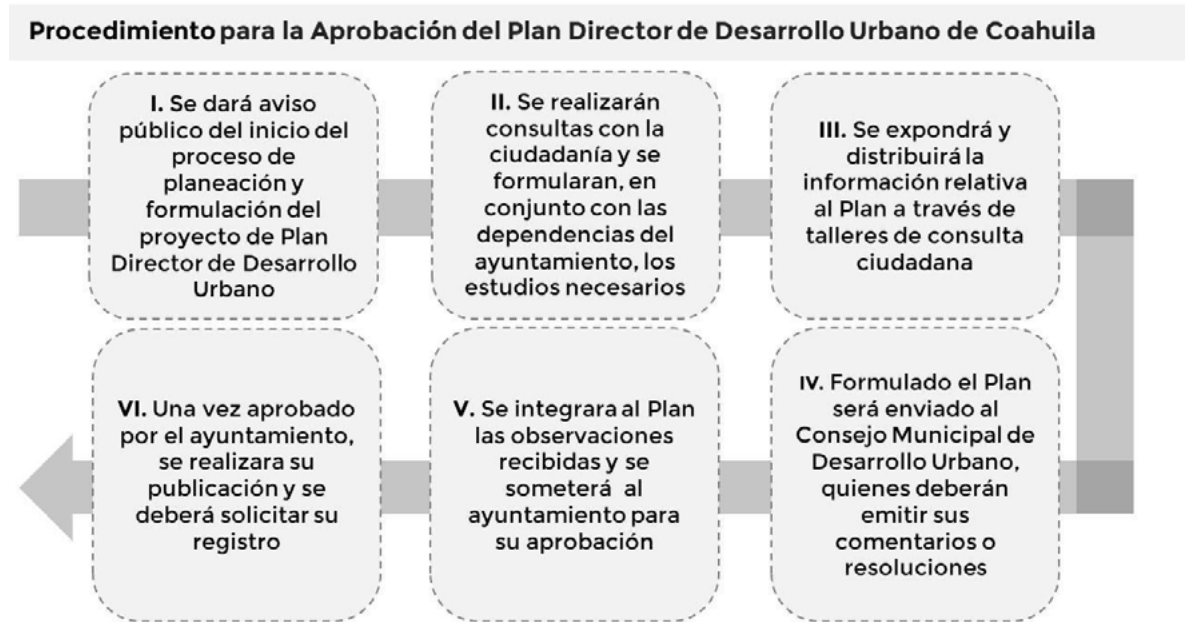 Procedimiento para la Aprobación del Plan Director de Desarrollo Urbano de Coahuila
I. Se dará aviso
público del inicio del
proceso de
planeación y
formulación del
proyecto de Plan
Director de Desarrollo
Urbano
II. Se realizarán
consultas con la
ciudadanía y se
formularan, en
conjunto con las
dependencias del
ayuntamiento, los
estudios necesarios
III. Se expondrá y
distribuirá la
información relativa
al Plan a través de
talleres de consulta
ciudadana
IV. Formulado el Plan
será enviado al
Consejo Municipal de
Desarrollo Urbano,
quienes deberán
emitir sus
comentarios o
resoluciones
V. Se integrara al Plan
las observaciones
recibidas y se
someterá al
ayuntamiento para
su aprobación
VI. Una vez aprobado
por el ayuntamiento,
se realizara su
publicación y se
deberá solicitar su
registro